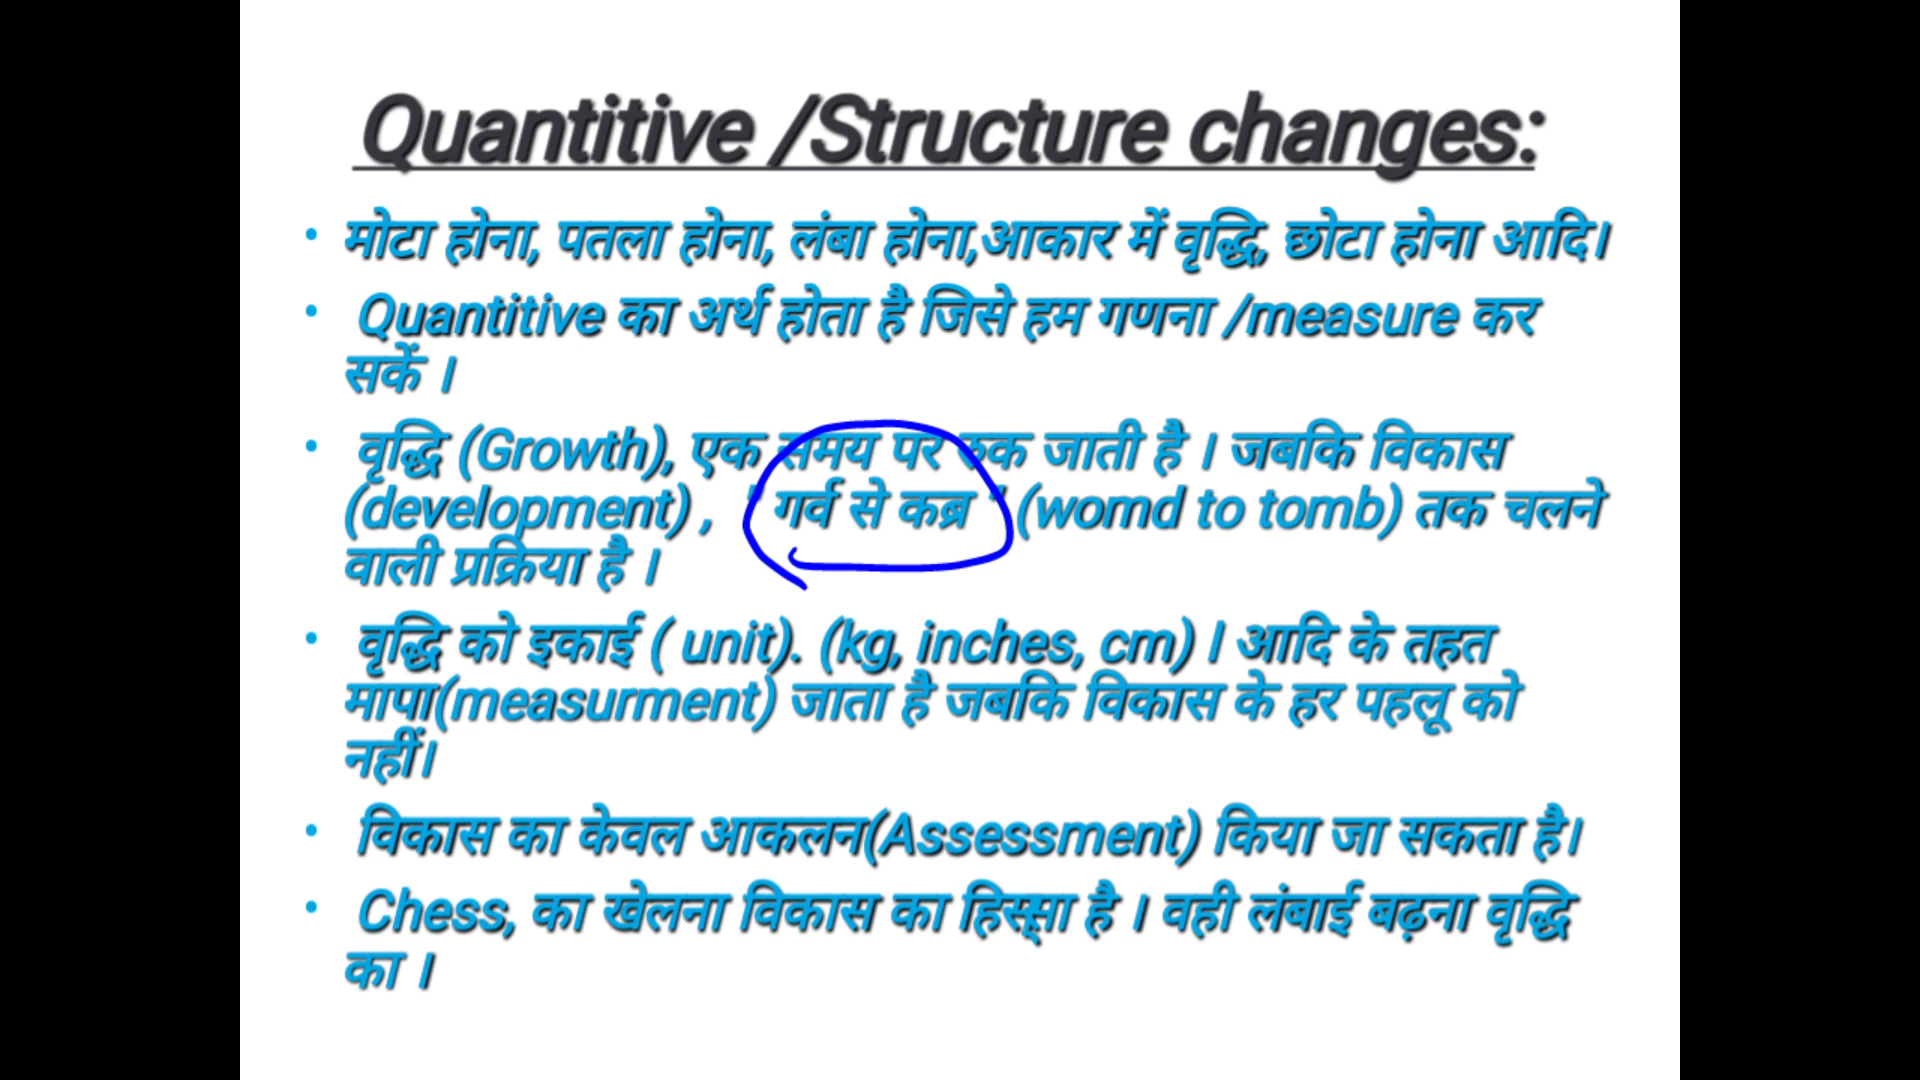 Quantitive /Structure changes:
• मोटा होना, पतला होना, लंबा होना,आकार में वृद्धि, छोटा होना आदि।
• Quantitive का अर्थ होता है जिसे हम गणना /measure कर
सकें ।
• वृद्धि (Growth), एक समय पर रुक जाती है । जबकि विकास
(development) , " गर्व से कब्र " (womd to tomb) तक चलने
वाली प्रक्रिया है ।
• वृद्धि को इकाई ( unit). (kg, inches, cm) । आदि के तहत
मापा(measurment) जाता है जबकि विकास के हर पहलू को
नहीं।
• विकास का केवल आकलन(Assessment) किया जा सकता है।
• Chess, का खेलना विकास का हिस्सा है । वही लंबाई बढ़ना वृद्धि
का ।